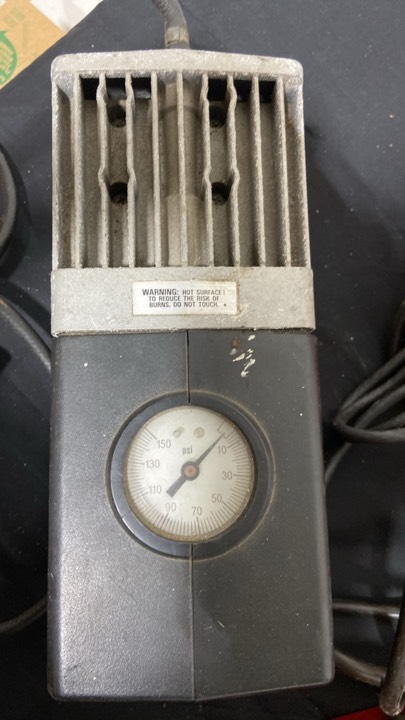 WARNING: HOT SURFACE!
TO REDUCE THE RISK OF
BURNS, DO NOT TOUCH.
psi
10
30
50
70
90
110
130
150